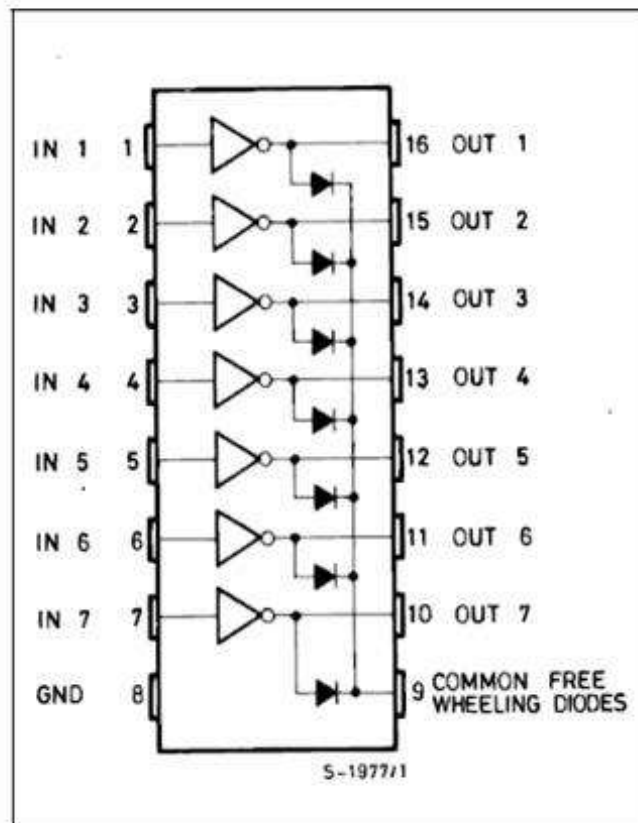 IN 1 1 16 OUT 1
IN 2 2 15 OUT 2
IN 3 3 14 OUT 3
IN 4 4 13 OUT 4
IN 5 5 12 OUT 5
IN 6 6 11 OUT 6
IN 7 7 10 OUT 7
GND 8 9 COMMON FREE
WHEELING DIODES
S-1977/1